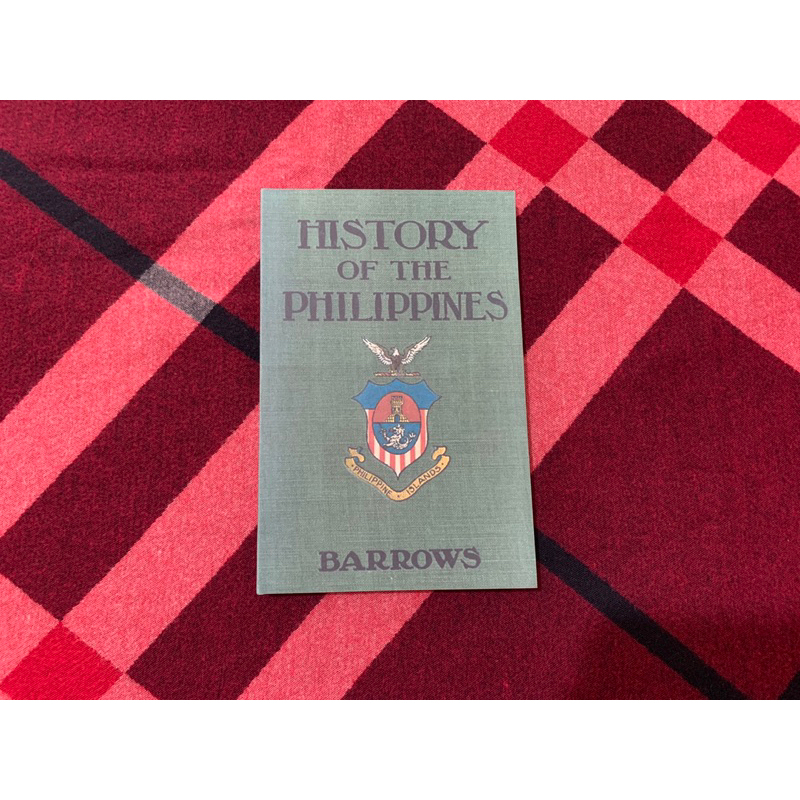 HISTORY
OF THE
PHILIPPINES
PHILIPPINE ISLANDS
BARROWS